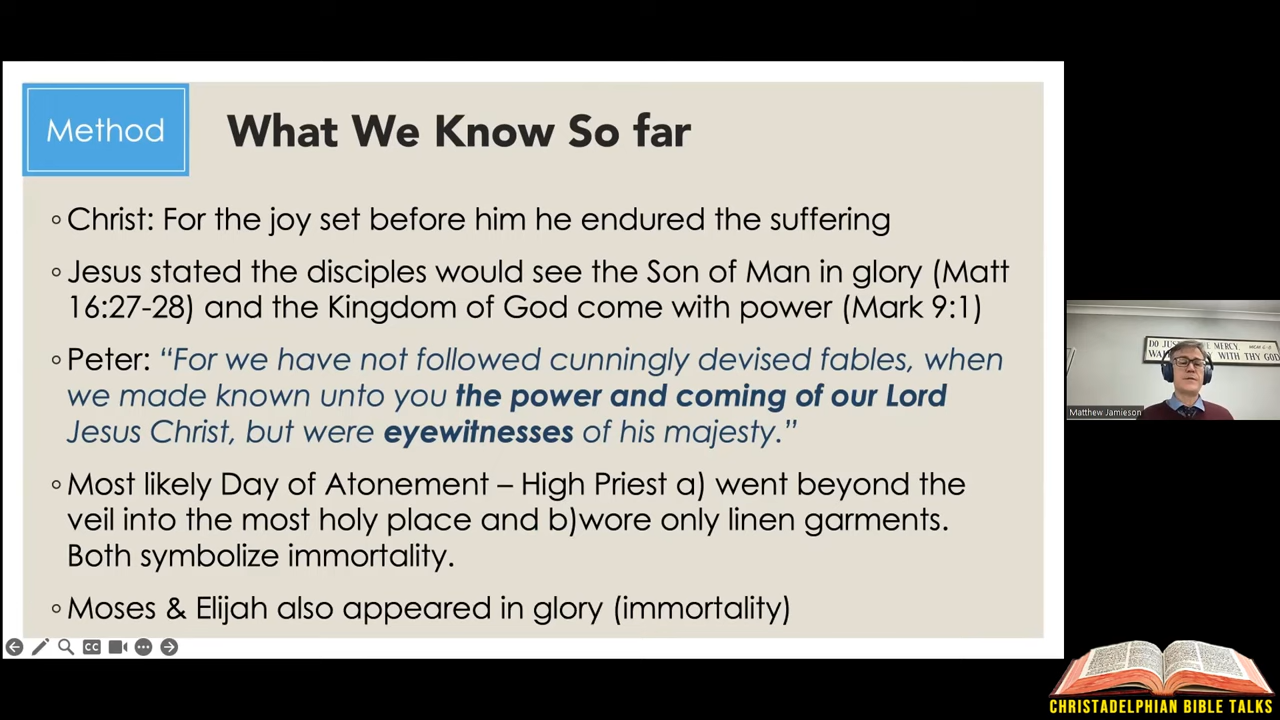 Method
What We Know So far
◦Christ: For the joy set before him he endured the suffering
◦Jesus stated the disciples would see the Son of Man in glory (Matt
16:27-28) and the Kingdom of God come with power (Mark 9:1)
◦Peter: “For we have not followed cunningly devised fables, when
we made known unto you the power and coming of our Lord
Jesus Christ, but were eyewitnesses of his majesty.”
◦Most likely Day of Atonement – High Priest a) went beyond the
veil into the most holy place and b)wore only linen garments.
Both symbolize immortality.
◦Moses & Elijah also appeared in glory (immortality)
CC
MERCY,
WITH THY GOD
Matthew Jamieson
CHRISTADELPHIAN BIBLE TALKS